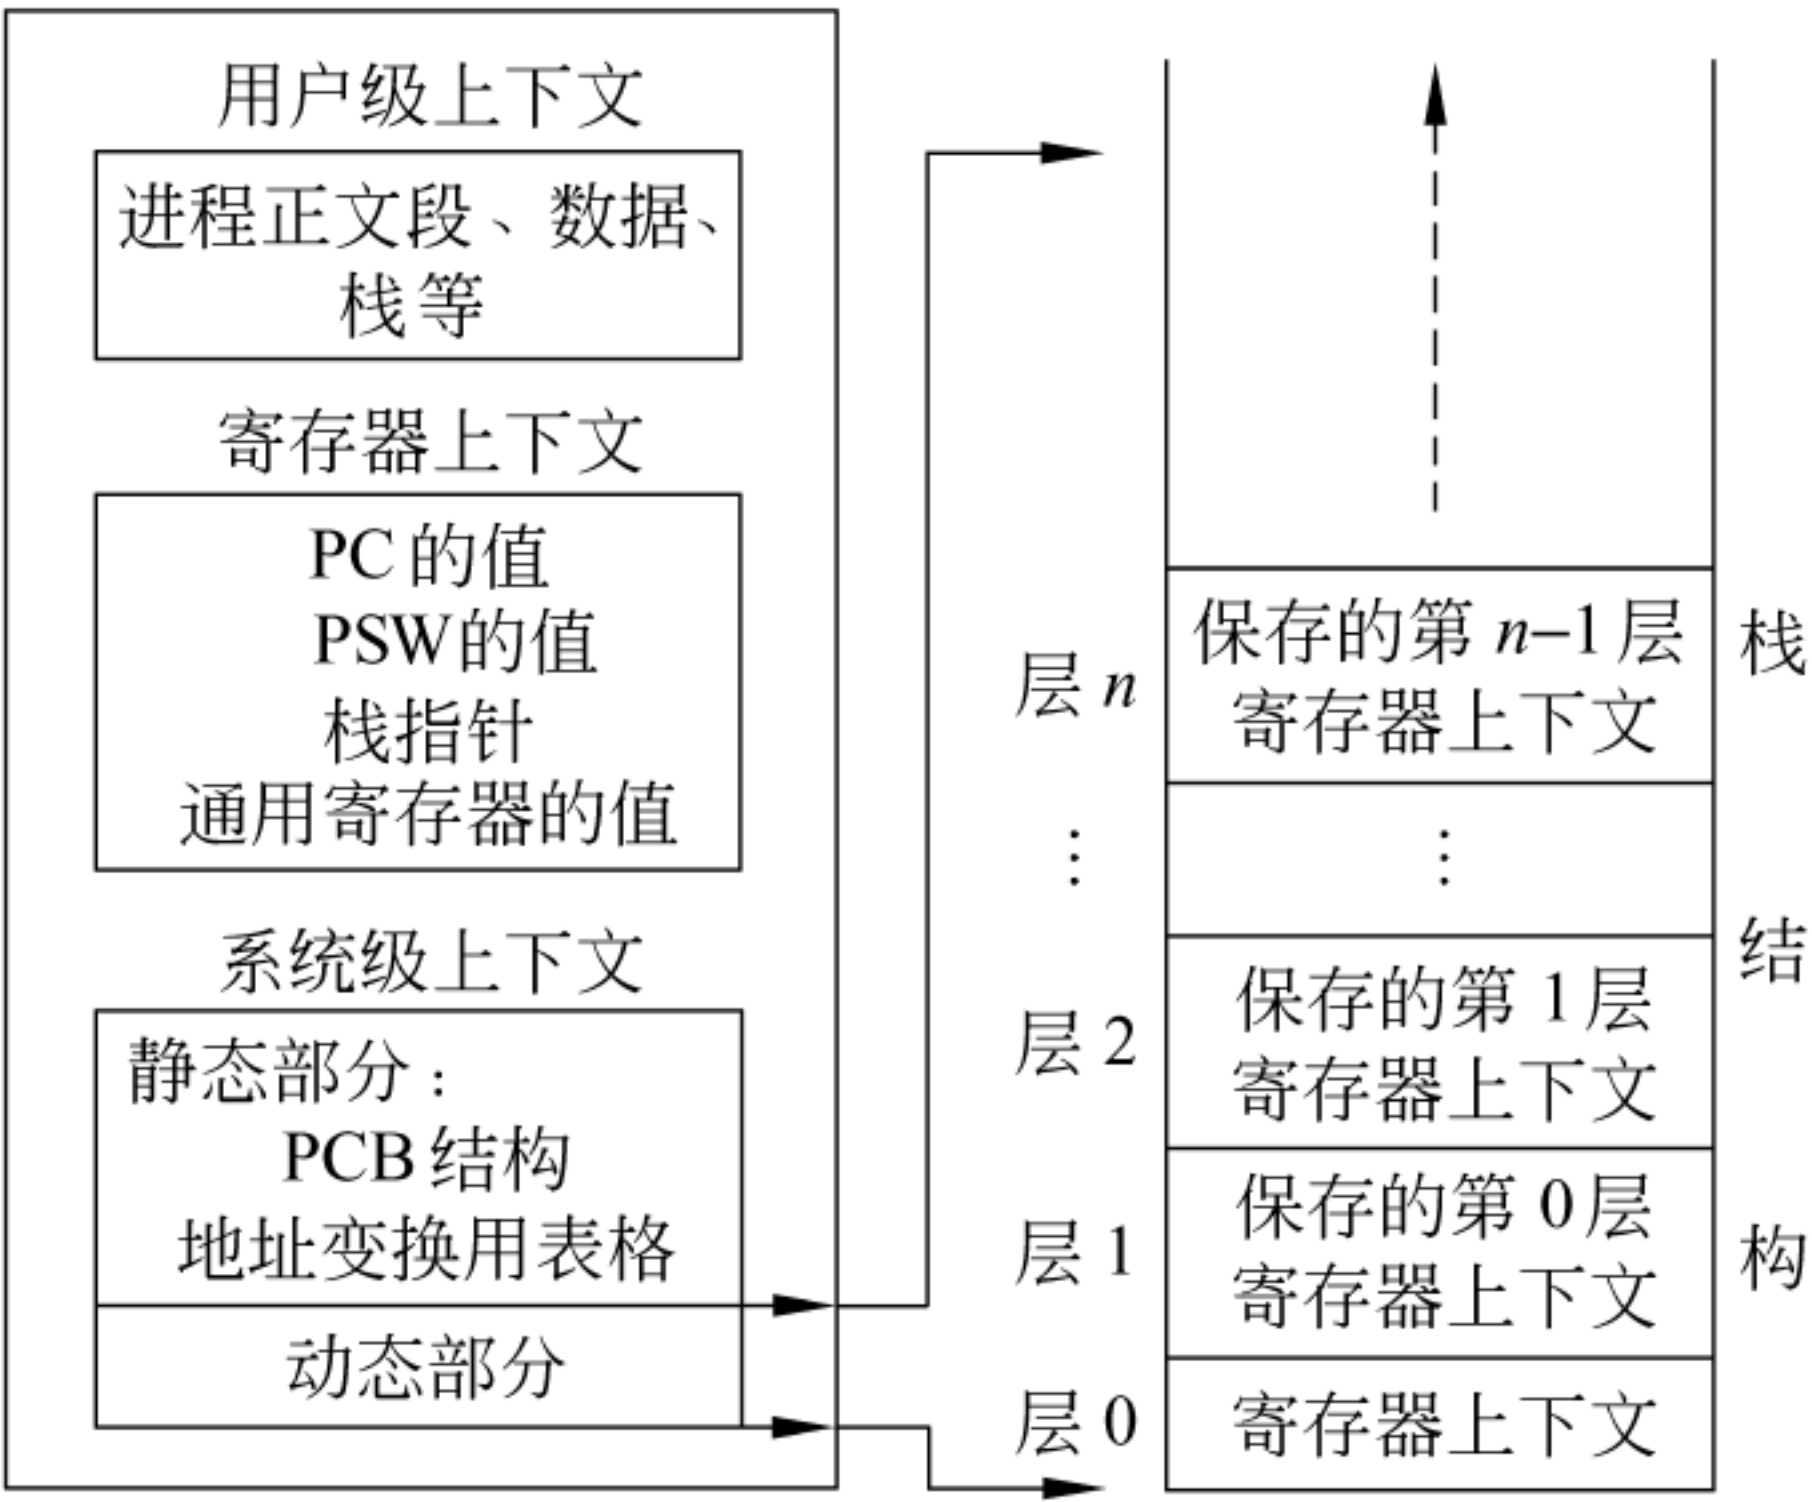 用户级上下文
进程正文段、数据、
栈等
寄存器上下文
PC的值
PSW的值
栈指针
通用寄存器的值
系统级上下文
静态部分:
PCB结构
地址变换用表格
动态部分
层 n
保存的第 n–1 层
寄存器上下文
⋮
⋮
层 2
保存的第 1 层
寄存器上下文
层 1
保存的第 0 层
寄存器上下文
层 0
寄存器上下文
栈
结
构